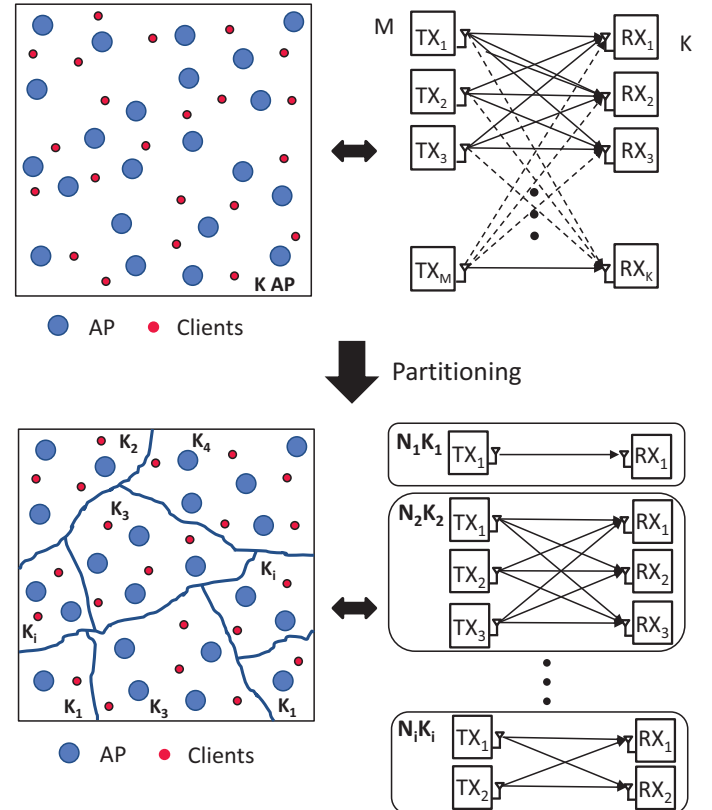 M
K
TX1
RX1
TX2
RX2
TX3
RX3
TXM
RXK
K AP
AP
Clients
Partitioning
K2
K4
K3
Ki
Ki
K1
K3
K1
AP
Clients
N1K1
TX1
RX1
N2K2
TX1
RX1
TX2
RX2
TX3
RX3
NiKi
TX1
RX1
TX2
RX2